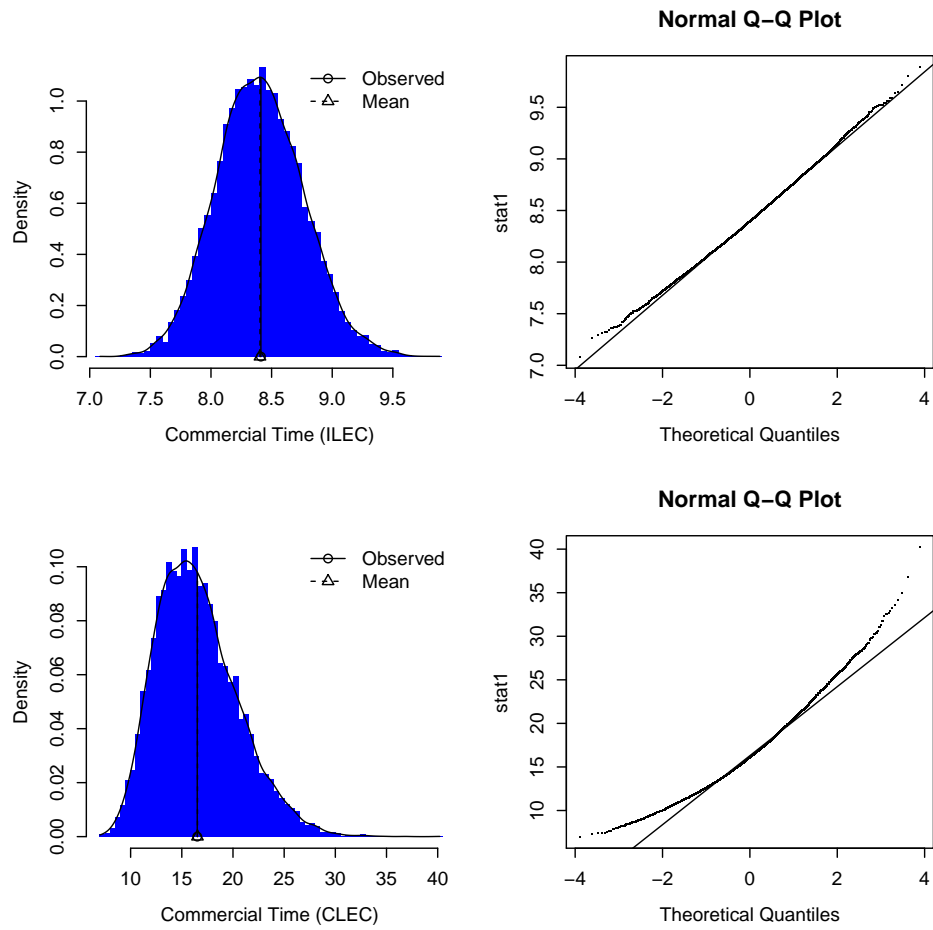 Observed
Mean
Density
0.0 0.2 0.4 0.6 0.8 1.0
7.0 7.5 8.0 8.5 9.0 9.5
Commercial Time (ILEC)
Normal Q−Q Plot
stat1
7.0 7.5 8.0 8.5 9.0 9.5
−4 −2 0 2 4
Theoretical Quantiles
Observed
Mean
Density
0.00 0.02 0.04 0.06 0.08 0.10
10 15 20 25 30 35 40
Commercial Time (CLEC)
Normal Q−Q Plot
stat1
10 15 20 25 30 35 40
−4 −2 0 2 4
Theoretical Quantiles